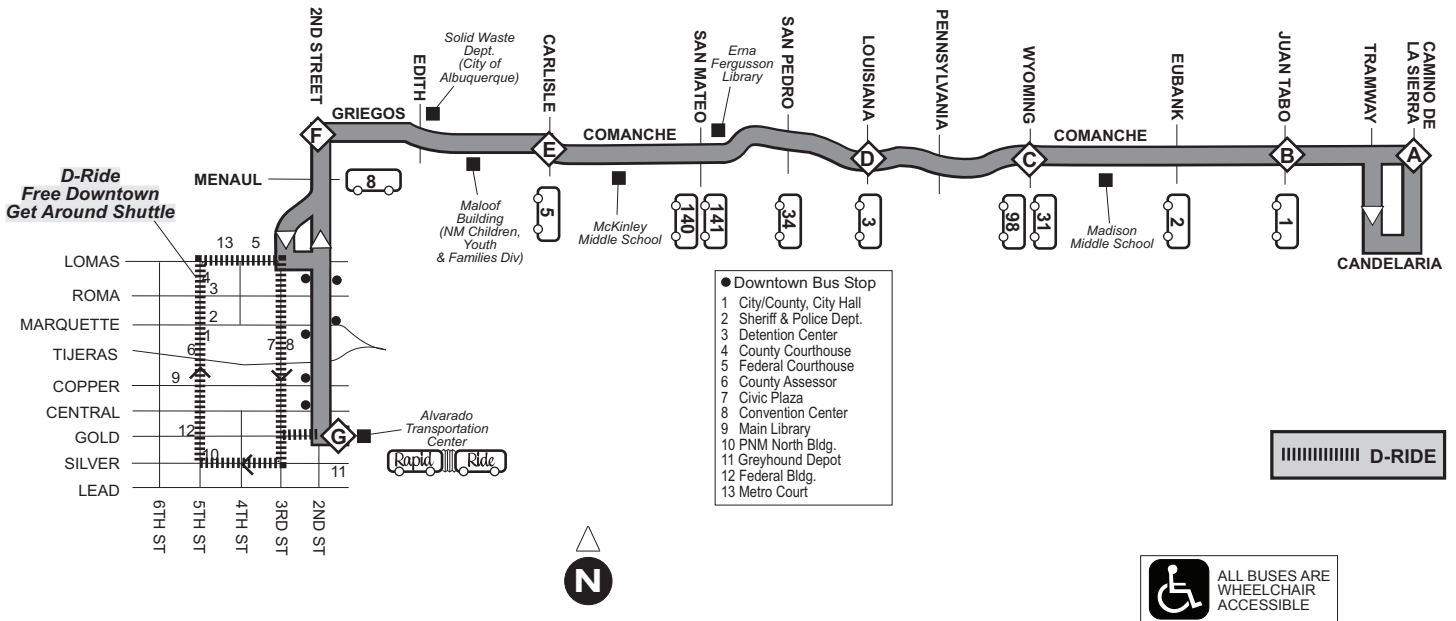 2ND STREET
EDITH
Solid Waste
Dept.
(City of
Albuquerque)
CARLISLE
SAN MATEO
Erna
Fergusson
Library
SAN PEDRO
LOUISIANA
PENNSYLVANIA
WYOMING
EUBANK
JUAN TABO
TRAMWAY
CAMINO DE
LA SIERRA
F
GRIEGOS
E
COMANCHE
D
C
COMANCHE
B
A
D-Ride
Free Downtown
Get Around Shuttle
MENAUL
8
Maloof
Building
(NM Children,
Youth
& Families Div)
5
McKinley
Middle School
140
141
34
3
98
31
Madison
Middle School
2
1
CANDELARIA
13 5
LOMAS
4
ROMA
3
MARQUETTE
2
1
TIJERAS
6
7 8
COPPER
9
CENTRAL
GOLD
12
G
Alvarado
Transportation
Center
Rapid Ride
SILVER
10
11
LEAD
6TH ST
5TH ST
4TH ST
3RD ST
2ND ST
Downtown Bus Stop
1 City/County, City Hall
2 Sheriff & Police Dept.
3 Detention Center
4 County Courthouse
5 Federal Courthouse
6 County Assessor
7 Civic Plaza
8 Convention Center
9 Main Library
10 PNM North Bldg.
11 Greyhound Depot
12 Federal Bldg.
13 Metro Court
D-RIDE
N
ALL BUSES ARE
WHEELCHAIR
ACCESSIBLE